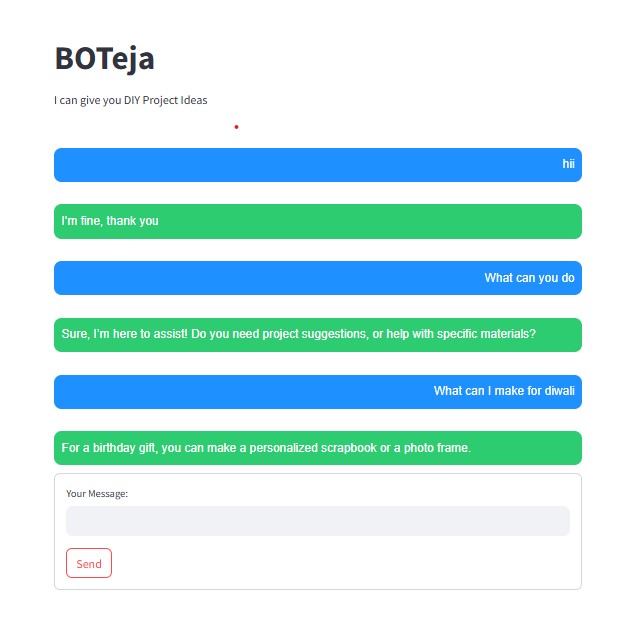 BOTeja
I can give you DIY Project Ideas
hii
I'm fine, thank you
What can you do
Sure, I'm here to assist! Do you need project suggestions, or help with specific materials?
What can I make for diwali
For a birthday gift, you can make a personalized scrapbook or a photo frame.
Your Message:
Send